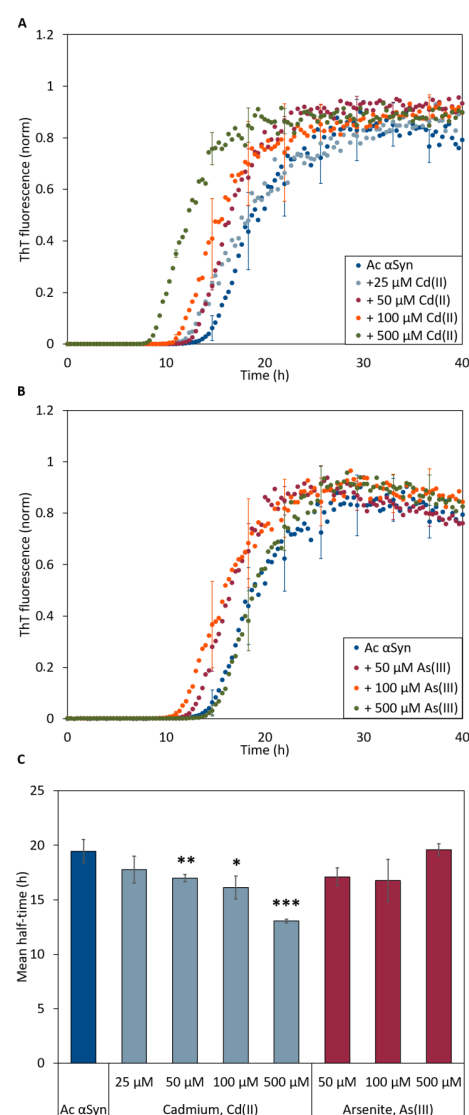 A
1.2
1
0.8
0.6
0.4
0.2
0
ThT fluorescence (norm)
Ac αSyn
+25 µM Cd(II)
+ 50 µM Cd(II)
+ 100 µM Cd(II)
+ 500 µM Cd(II)
0 10 20 30 40
Time (h)
B
1.2
1
0.8
0.6
0.4
0.2
0
ThT fluorescence (norm)
Ac αSyn
+ 50 µM As(III)
+ 100 µM As(III)
+ 500 µM As(III)
0 10 20 30 40
Time (h)
C
25
20
15
10
5
0
Mean half-time (h)
** * ***
25 µM 50 µM 100 µM 500 µM 50 µM 100 µM 500 µM
Ac αSyn Cadmium, Cd(II) Arsenite, As(III)